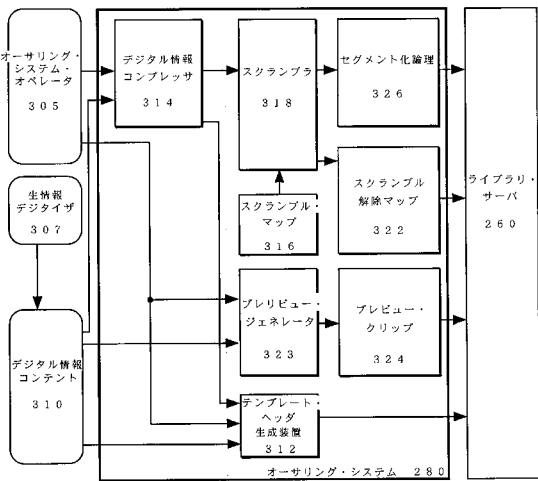 オーサリング・
システム・
オペレータ
305
生情報
デジタイザ
307
デジタル情報
コンテント
310
デジタル情報
コンプレッサ
314
スクランブラ
318
スクランブル・
マップ
316
プレリビュー・
ジェネレータ
323
テンプレート・
ヘッダ
生成装置
312
セグメント化論理
326
スクランブル
解除マップ
322
プレビュー・
クリップ
324
オーサリング・システム 280
ライブラリ・
サーバ
260